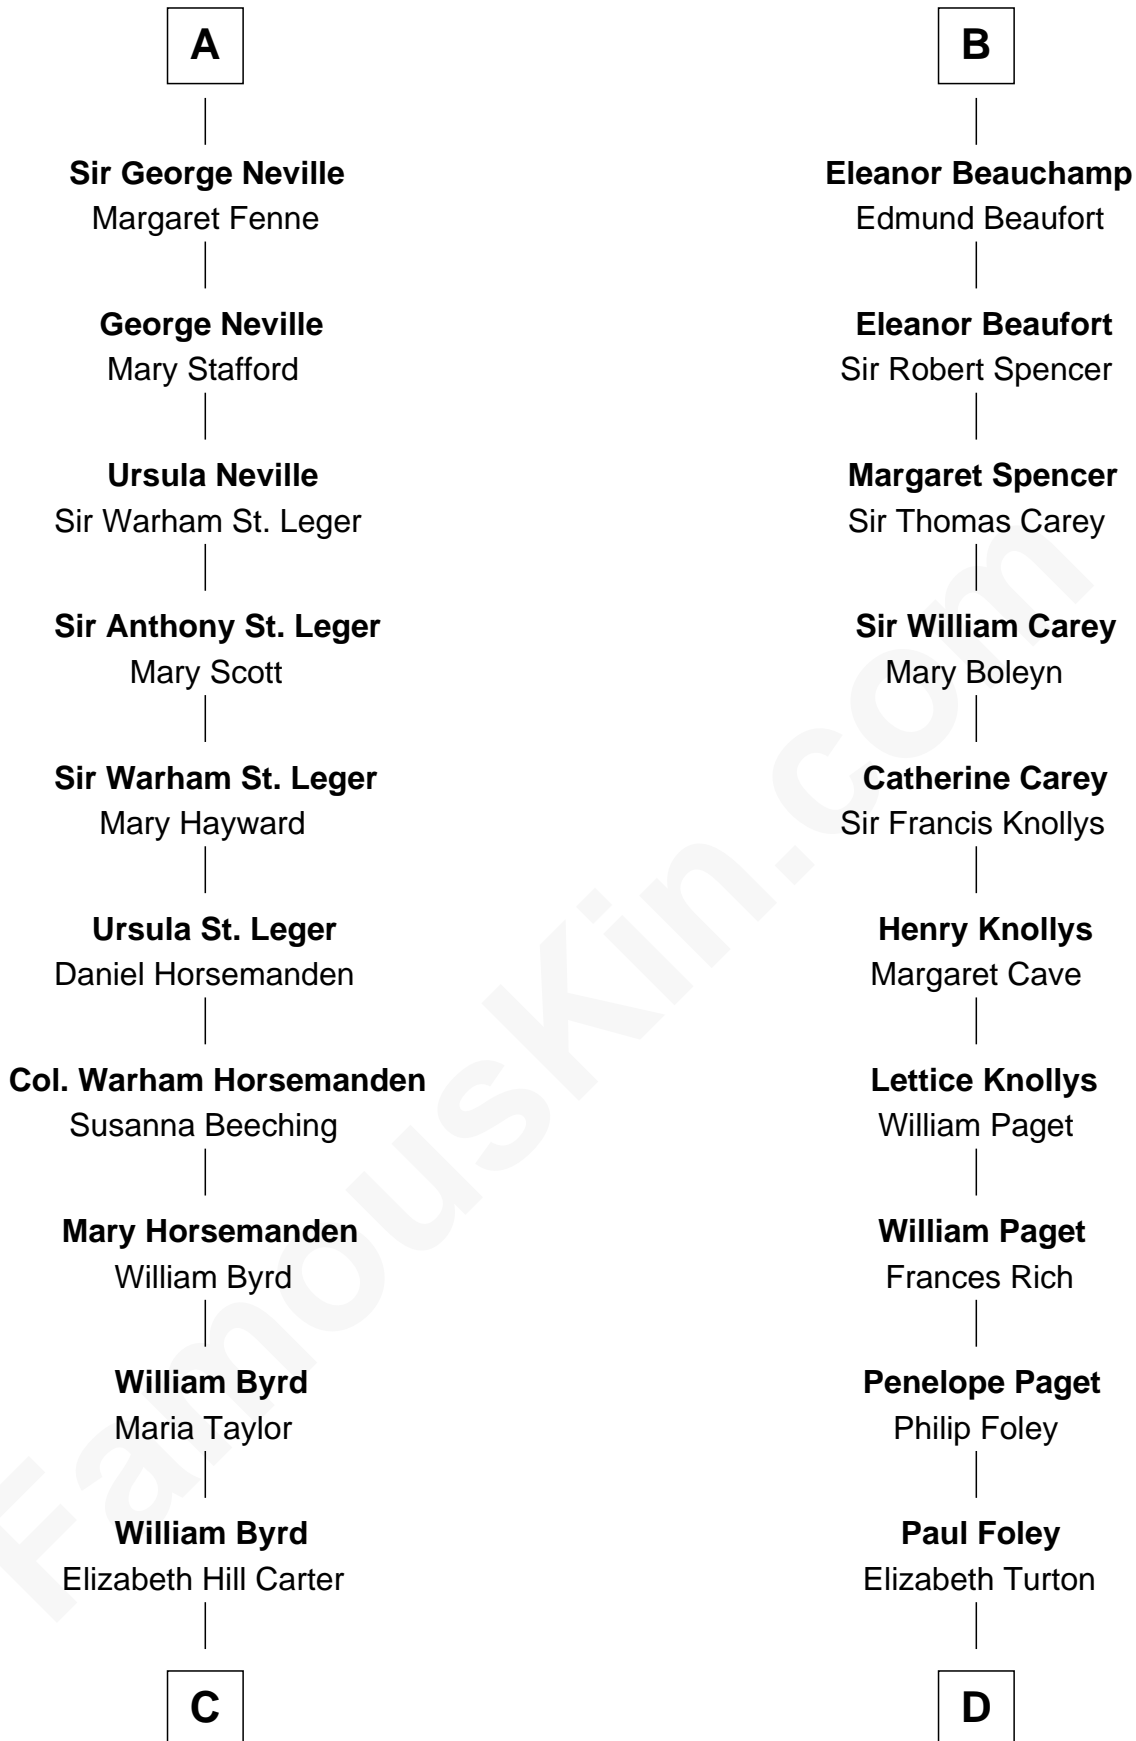 A
Sir George Neville
Margaret Fenne
George Neville
Mary Stafford
Ursula Neville
Sir Warham St. Leger
Sir Anthony St. Leger
Mary Scott
Sir Warham St. Leger
Mary Hayward
Ursula St. Leger
Daniel Horsemanden
Col. Warham Horsemanden
Susanna Beeching
Mary Horsemanden
William Byrd
William Byrd
Maria Taylor
William Byrd
Elizabeth Hill Carter
C
B
Eleanor Beauchamp
Edmund Beaufort
Eleanor Beaufort
Sir Robert Spencer
Margaret Spencer
Sir Thomas Carey
Sir William Carey
Mary Boleyn
Catherine Carey
Sir Francis Knollys
Henry Knollys
Margaret Cave
Lettice Knollys
William Paget
William Paget
Frances Rich
Penelope Paget
Philip Foley
Paul Foley
Elizabeth Turton
D
FamousKin.com